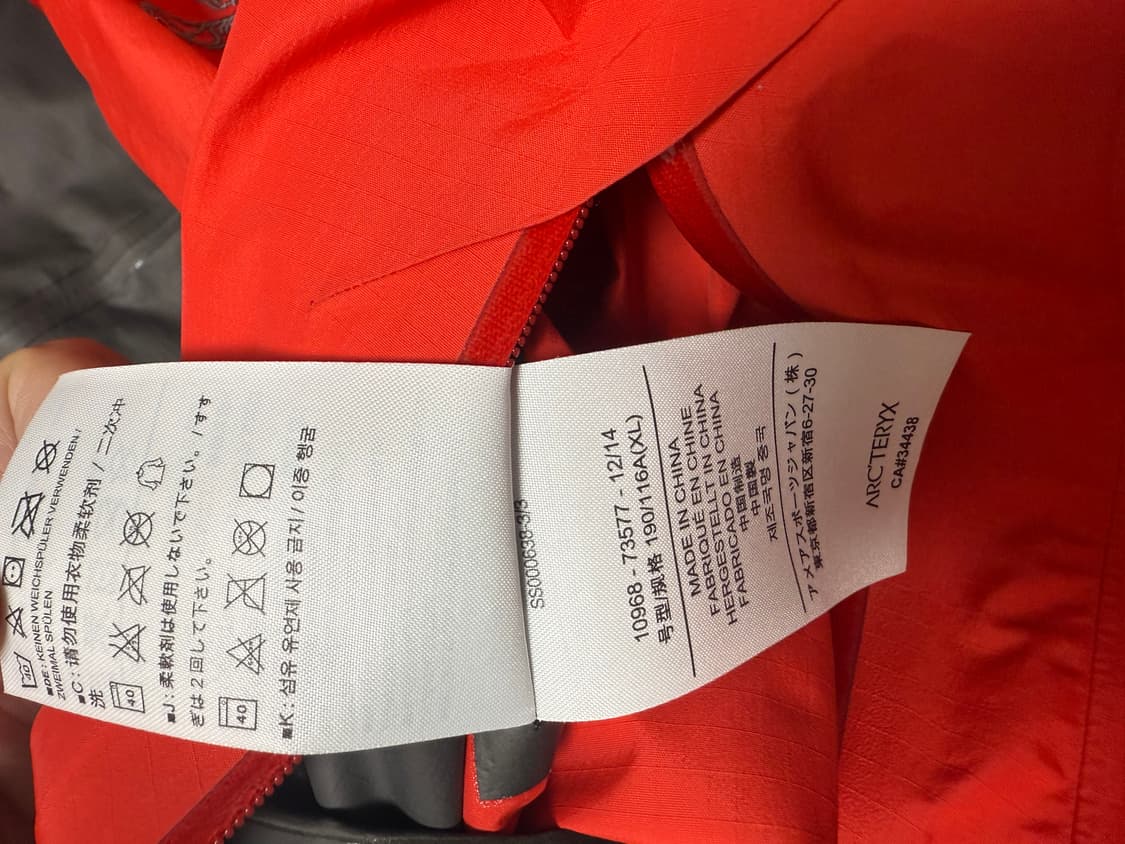 40
■DE: KEINEN WEICHSPÜLER VERWENDEN./
ZWEIMAL SPÜLEN
■C: 请勿使用衣物柔软剂 / 二次冲
洗
40
■J: 柔軟剤は使用しないで下さい。/すす
ぎは2回して下さい。
40
■K: 섬유 유연제 사용 금지 / 이중 헹굼
SS000638-3/3
10968 - 73577 - 12/14
号型/规格 190/116A(XL)
MADE IN CHINA
FABRIQUÉ EN CHINE
HERGESTELLT IN CHINA
FABRICADO EN CHINA
中国制造
中国製
제조국명 중국
アメアスポーツジャパン(株)
東京都新宿区新宿6-27-30
ARC'TERYX
CA#34438